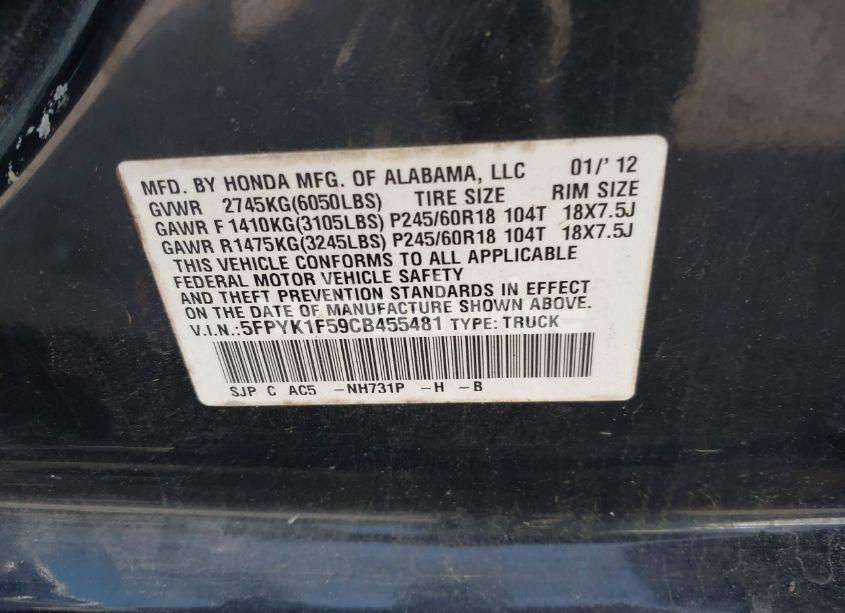 MFD. BY HONDA MFG. OF ALABAMA, LLC 01/' 12
GVWR 2745KG(6050LBS) TIRE SIZE RIM SIZE
GAWR F 1410KG(3105LBS) P245/60R18 104T 18X7.5J
GAWR R1475KG(3245LBS) P245/60R18 104T 18X7.5J
THIS VEHICLE CONFORMS TO ALL APPLICABLE
FEDERAL MOTOR VEHICLE SAFETY
AND THEFT PREVENTION STANDARDS IN EFFECT
ON THE DATE OF MANUFACTURE SHOWN ABOVE.
V.I.N.:5FPYK1F59CB455481 TYPE: TRUCK
SJP C AC5 -NH731P -H -B